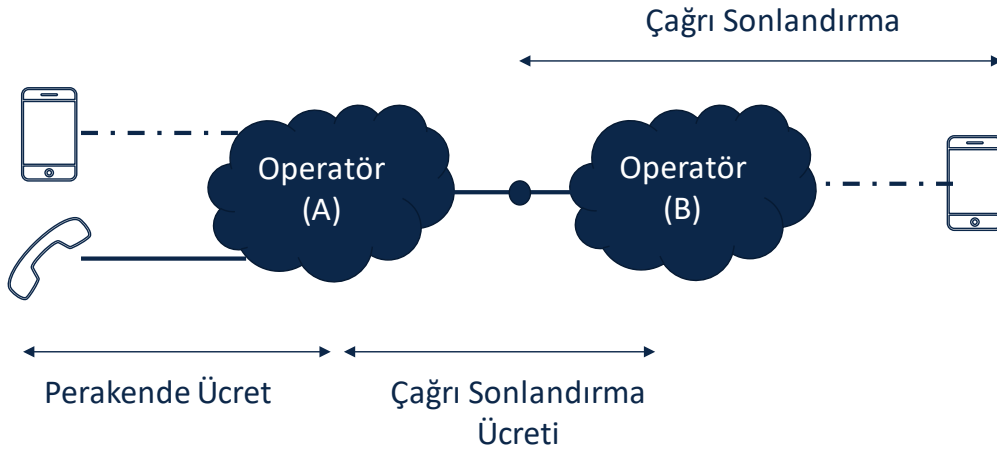 Çağrı Sonlandırma
Operatör
(A)
Operatör
(B)
Perakende Ücret
Çağrı Sonlandırma
Ücreti